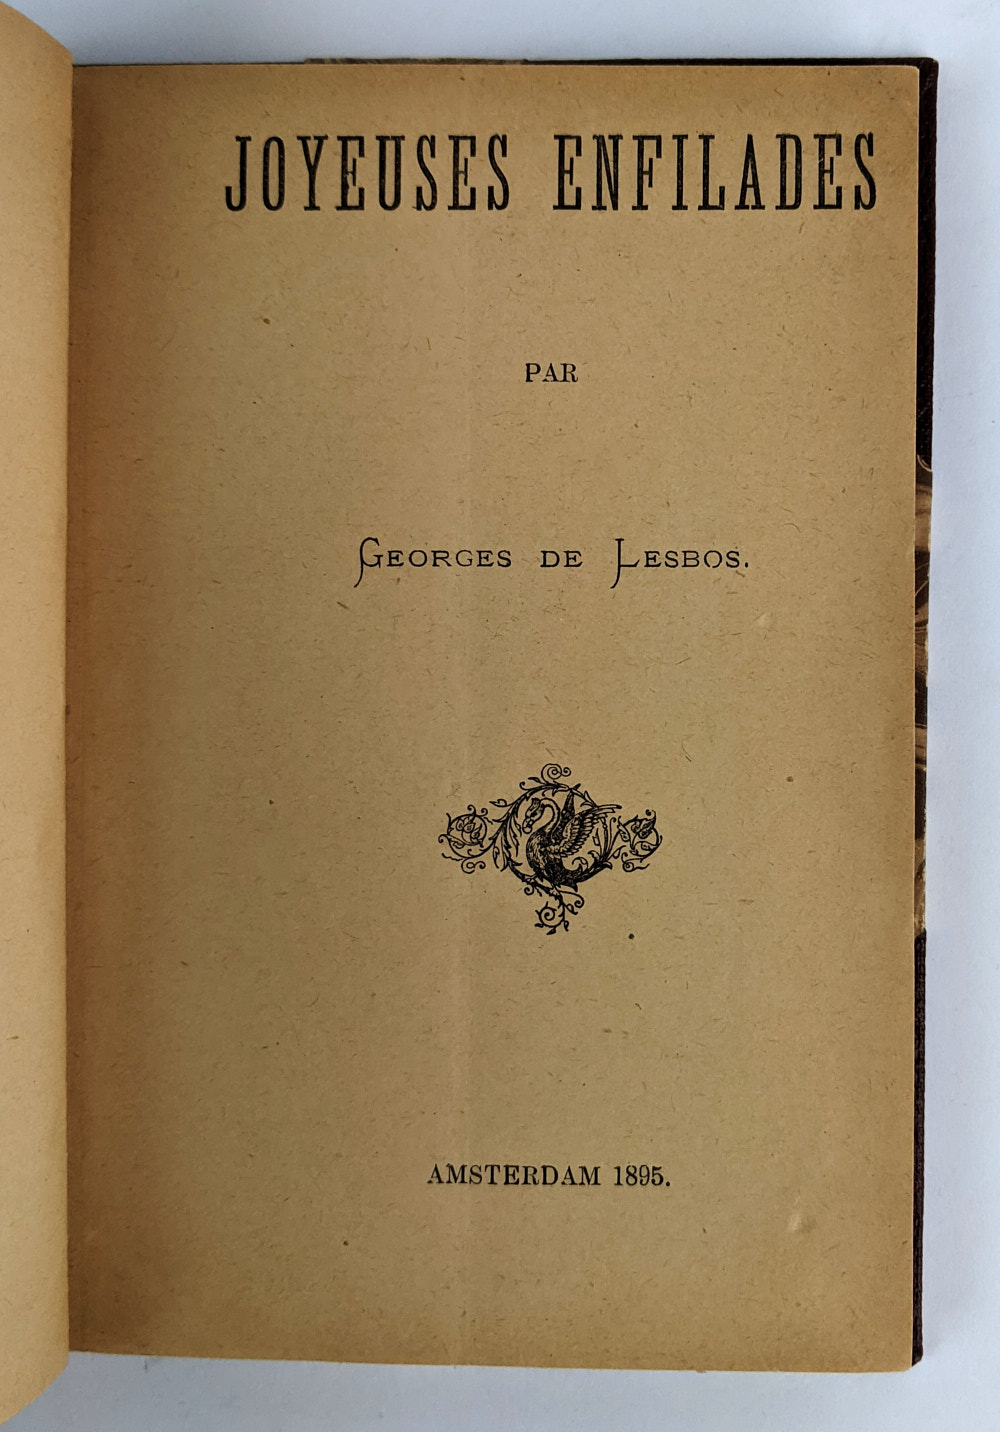 JOYEUSES ENFILADES
PAR
GEORGES DE LESBOS.
AMSTERDAM 1895.